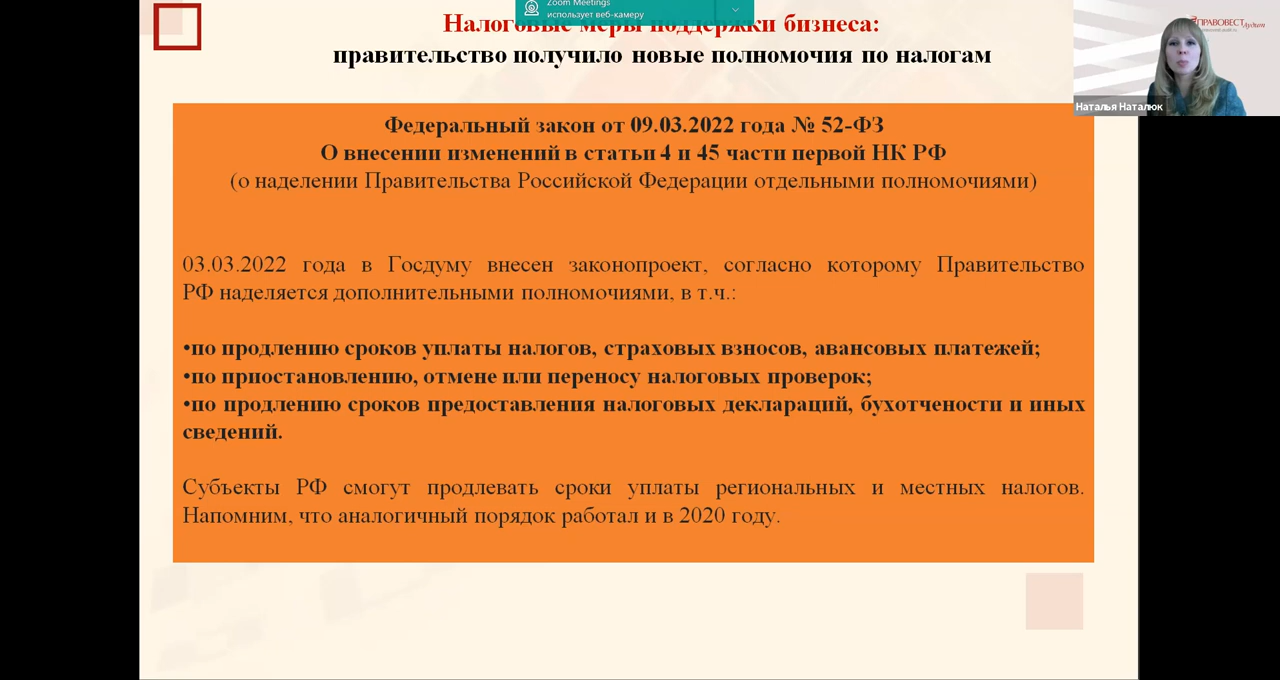 Zoom Meetings
использует веб-камеру
Налоговые меры поддержки бизнеса:
правительство получило новые полномочия по налогам
ПРАВОВЕСТ
Аудит
Наталья Наталюк
Федеральный закон от 09.03.2022 года № 52-ФЗ
О внесении изменений в статьи 4 и 45 части первой НК РФ
(о наделении Правительства Российской Федерации отдельными полномочиями)
03.03.2022 года в Госдуму внесен законопроект, согласно которому Правительство
РФ наделяется дополнительными полномочиями, в т.ч.:
•по продлению сроков уплаты налогов, страховых взносов, авансовых платежей;
•по приостановлению, отмене или переносу налоговых проверок;
•по продлению сроков предоставления налоговых деклараций, бухотчености и иных
сведений.
Субъекты РФ смогут продлевать сроки уплаты региональных и местных налогов.
Напомним, что аналогичный порядок работал и в 2020 году.